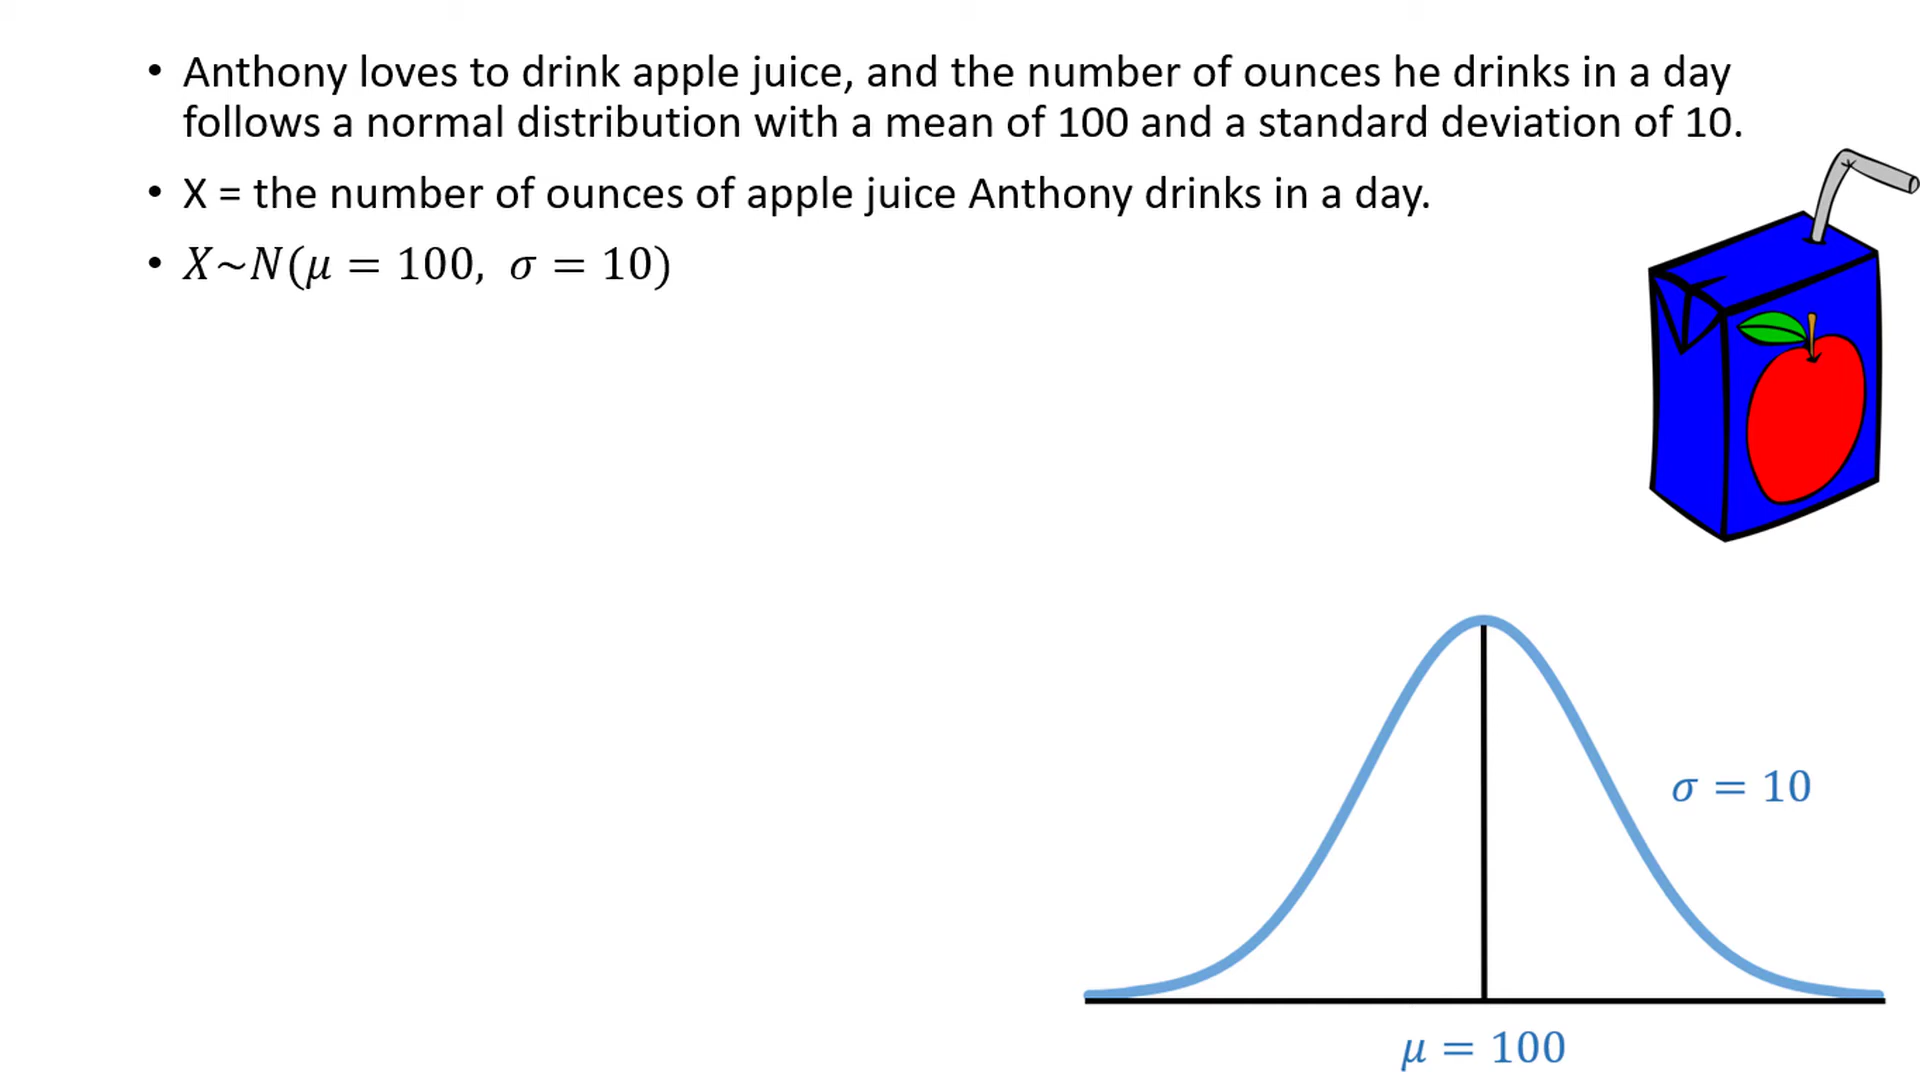 • Anthony loves to drink apple juice, and the number of ounces he drinks in a day
follows a normal distribution with a mean of 100 and a standard deviation of 10.
• X = the number of ounces of apple juice Anthony drinks in a day.
• X~N(μ = 100, σ = 10)
σ = 10
μ = 100